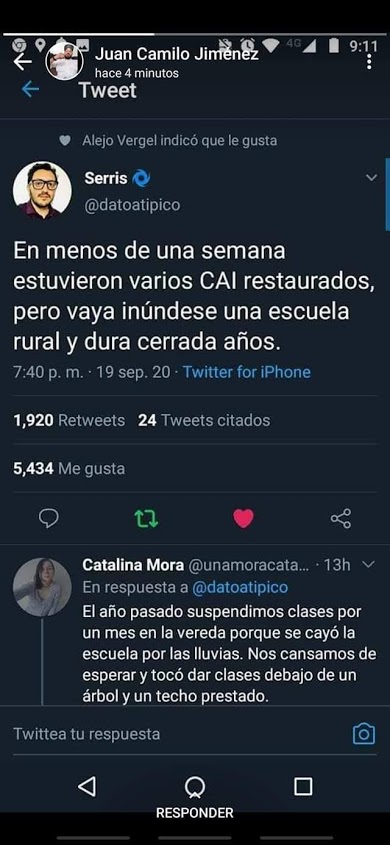 4G 9:11
Juan Camilo Jiménez
hace 4 minutos
Tweet
Alejo Vergel indicó que le gusta
Serris
@datoatipico
En menos de una semana
estuvieron varios CAI restaurados,
pero vaya inúndese una escuela
rural y dura cerrada años.
7:40 p. m. · 19 sep. 20 · Twitter for iPhone
1,920 Retweets 24 Tweets citados
5,434 Me gusta
Catalina Mora @unamoracata... · 13h
En respuesta a @datoatipico
El año pasado suspendimos clases por
un mes en la vereda porque se cayó la
escuela por las lluvias. Nos cansamos de
esperar y tocó dar clases debajo de un
árbol y un techo prestado.
Twittea tu respuesta
RESPONDER